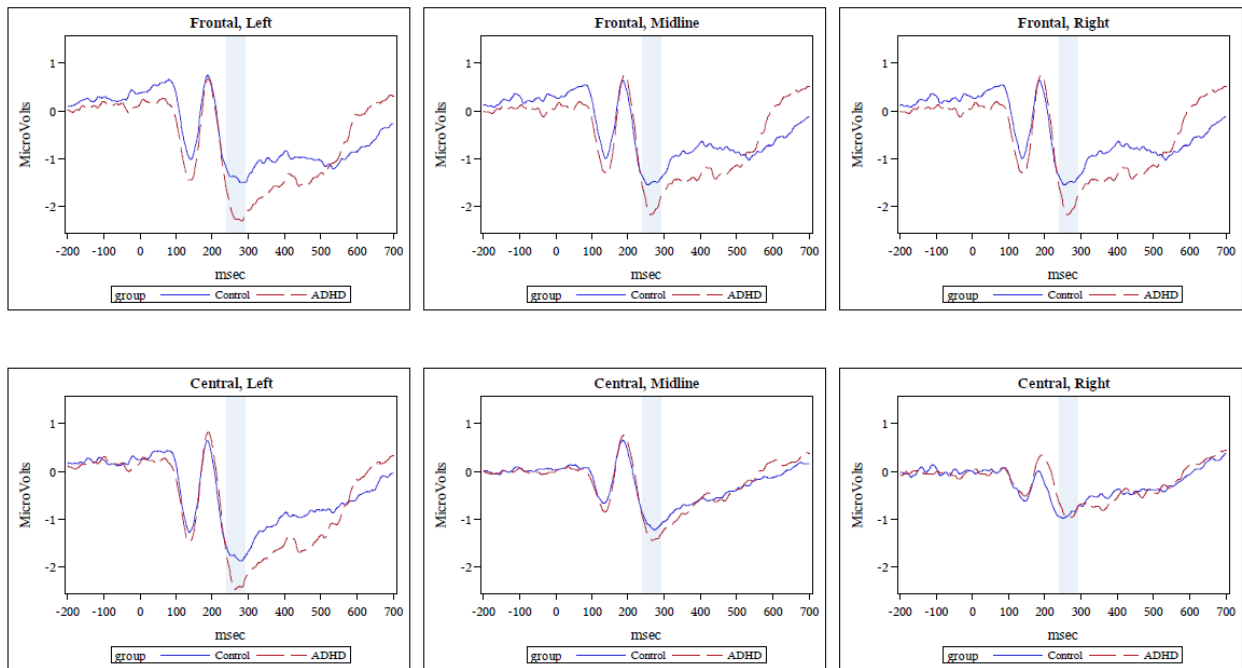 Frontal, Left
MicroVolts
1
0
-1
-2
-200 -100 0 100 200 300 400 500 600 700
msec
group Control ADHD
Frontal, Midline
MicroVolts
1
0
-1
-2
-200 -100 0 100 200 300 400 500 600 700
msec
group Control ADHD
Frontal, Right
MicroVolts
1
0
-1
-2
-200 -100 0 100 200 300 400 500 600 700
msec
group Control ADHD
Central, Left
MicroVolts
1
0
-1
-2
-200 -100 0 100 200 300 400 500 600 700
msec
group Control ADHD
Central, Midline
MicroVolts
1
0
-1
-2
-200 -100 0 100 200 300 400 500 600 700
msec
group Control ADHD
Central, Right
MicroVolts
1
0
-1
-2
-200 -100 0 100 200 300 400 500 600 700
msec
group Control ADHD